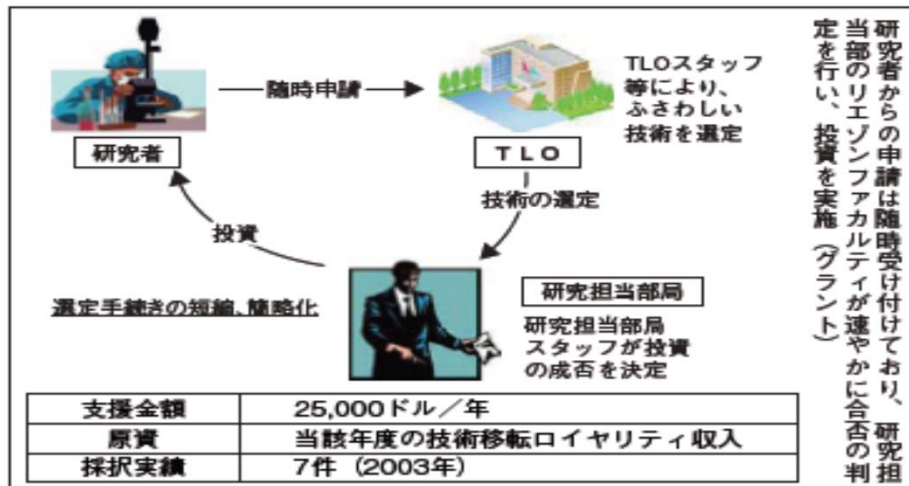 研究者からの申請は随時受け付けており、研究担
当部のリエゾンファカルティが速やかに合否の判
定を行い、投資を実施（グラント）
随時申請
TLOスタッフ
等により、
ふさわしい
技術を選定
研究者
TLO
技術の選定
投資
選定手続きの短縮、簡略化
研究担当部局
研究担当部局
スタッフが投資
の成否を決定
支援金額 25,000ドル／年
原資 当該年度の技術移転ロイヤリティ収入
採択実績 7件（2003年）